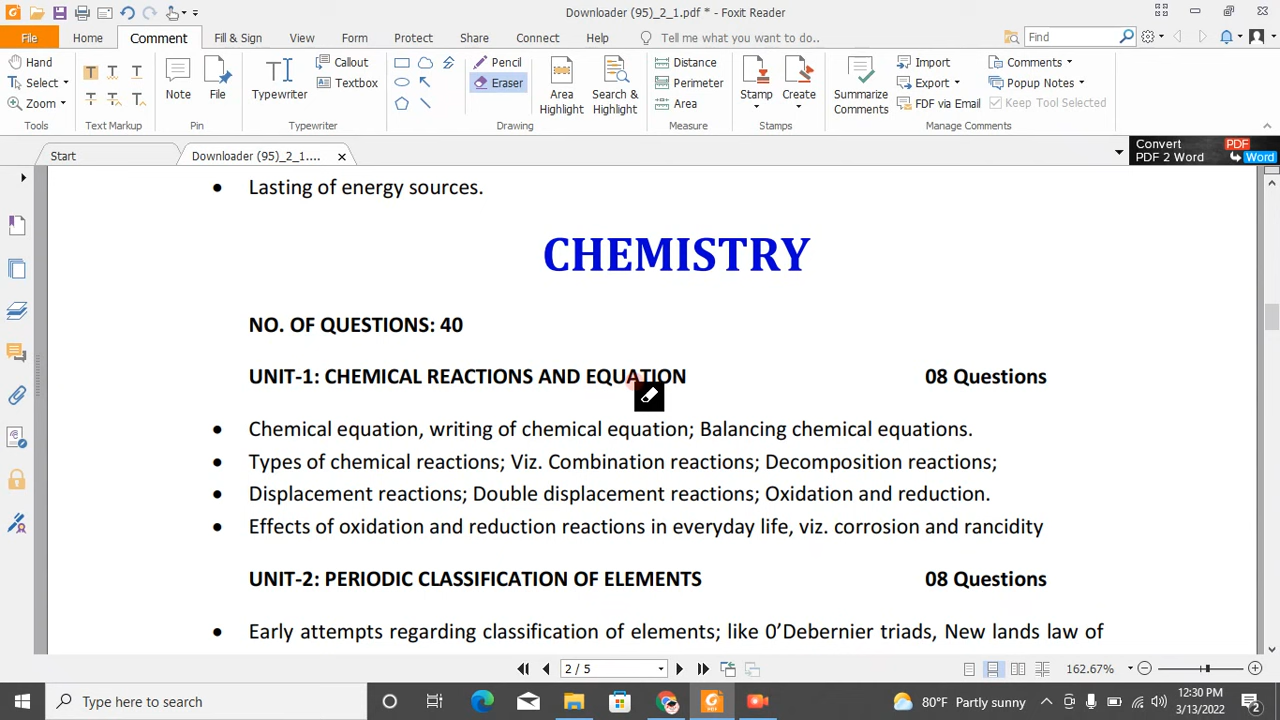 Downloader (95)_2_1.pdf * - Foxit Reader
File Home Comment Fill & Sign View Form Protect Share Connect Help Tell me what you want to do.. Find
Hand Callout Pencil Distance Import Comments
Select Note File Typewriter Textbox Eraser Area Highlight Search & Highlight Perimeter Stamp Create Summarize Comments Export Popup Notes
Zoom Area FDF via Email Keep Tool Selected
Tools Text Markup Pin Typewriter Drawing Measure Stamps Manage Comments
Start Downloader (95)_2_1.... Convert PDF
PDF 2 Word Word
• Lasting of energy sources.
CHEMISTRY
NO. OF QUESTIONS: 40
UNIT-1: CHEMICAL REACTIONS AND EQUATION 08 Questions
• Chemical equation, writing of chemical equation; Balancing chemical equations.
• Types of chemical reactions; Viz. Combination reactions; Decomposition reactions;
• Displacement reactions; Double displacement reactions; Oxidation and reduction.
• Effects of oxidation and reduction reactions in everyday life, viz. corrosion and rancidity
UNIT-2: PERIODIC CLASSIFICATION OF ELEMENTS 08 Questions
• Early attempts regarding classification of elements; like 0’Debernier triads, New lands law of
2 / 5 162.67%
Type here to search 80°F Partly sunny 12:30 PM
3/13/2022 2